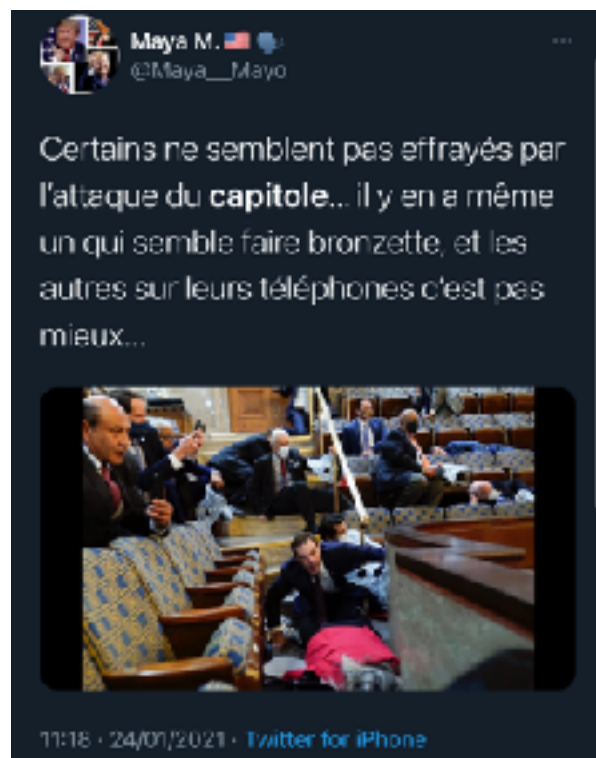 Maya M.
@Maya__Mayo
Certains ne semblent pas effrayés par
l'attaque du capitole... il y en a même
un qui semble faire bronzette, et les
autres sur leurs téléphones c'est pas
mieux...
11:18 · 24/01/2021 · Twitter for iPhone